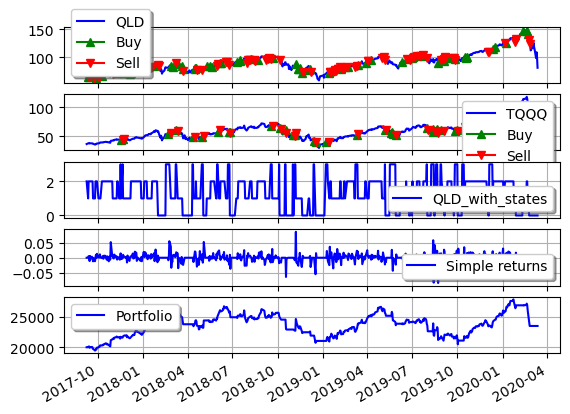 150
100
QLD
Buy
Sell
100
50
TQQQ
Buy
Sell
2
0
QLD_with_states
0.05
0.00
−0.05
Simple returns
25000
20000
Portfolio
2017-10 2018-01 2018-04 2018-07 2018-10 2019-01 2019-04 2019-07 2019-10 2020-01 2020-04